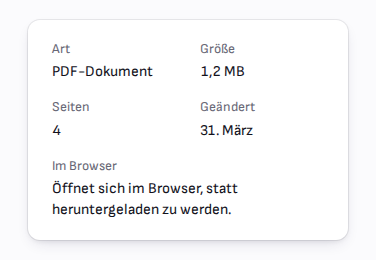 Art
PDF-Dokument
Größe
1,2 MB
Seiten
4
Geändert
31. März
Im Browser
Öffnet sich im Browser, statt
heruntergeladen zu werden.